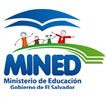 MINED
Ministerio de Educación
Gobierno de El Salvador